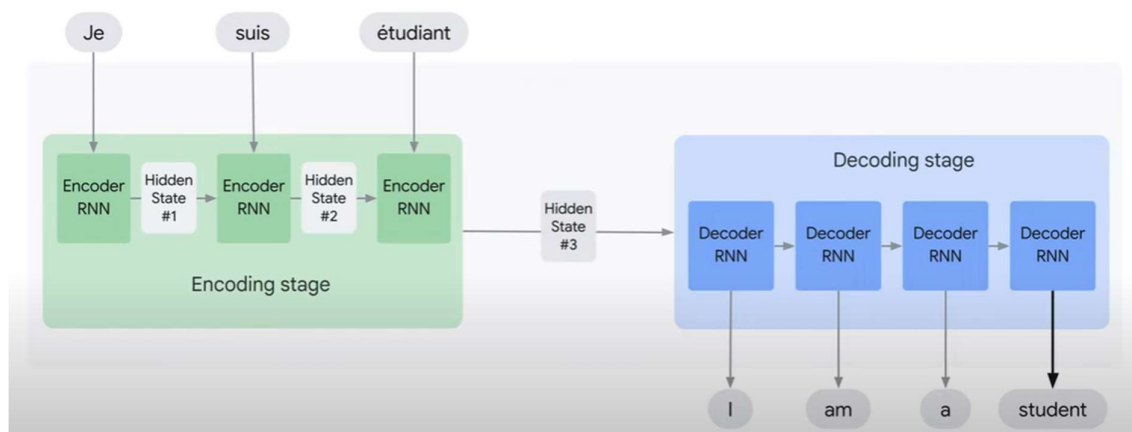 Je
suis
étudiant
Encoder
RNN
Hidden
State
#1
Encoder
RNN
Hidden
State
#2
Encoder
RNN
Encoding stage
Hidden
State
#3
Decoding stage
Decoder
RNN
Decoder
RNN
Decoder
RNN
Decoder
RNN
I
am
a
student